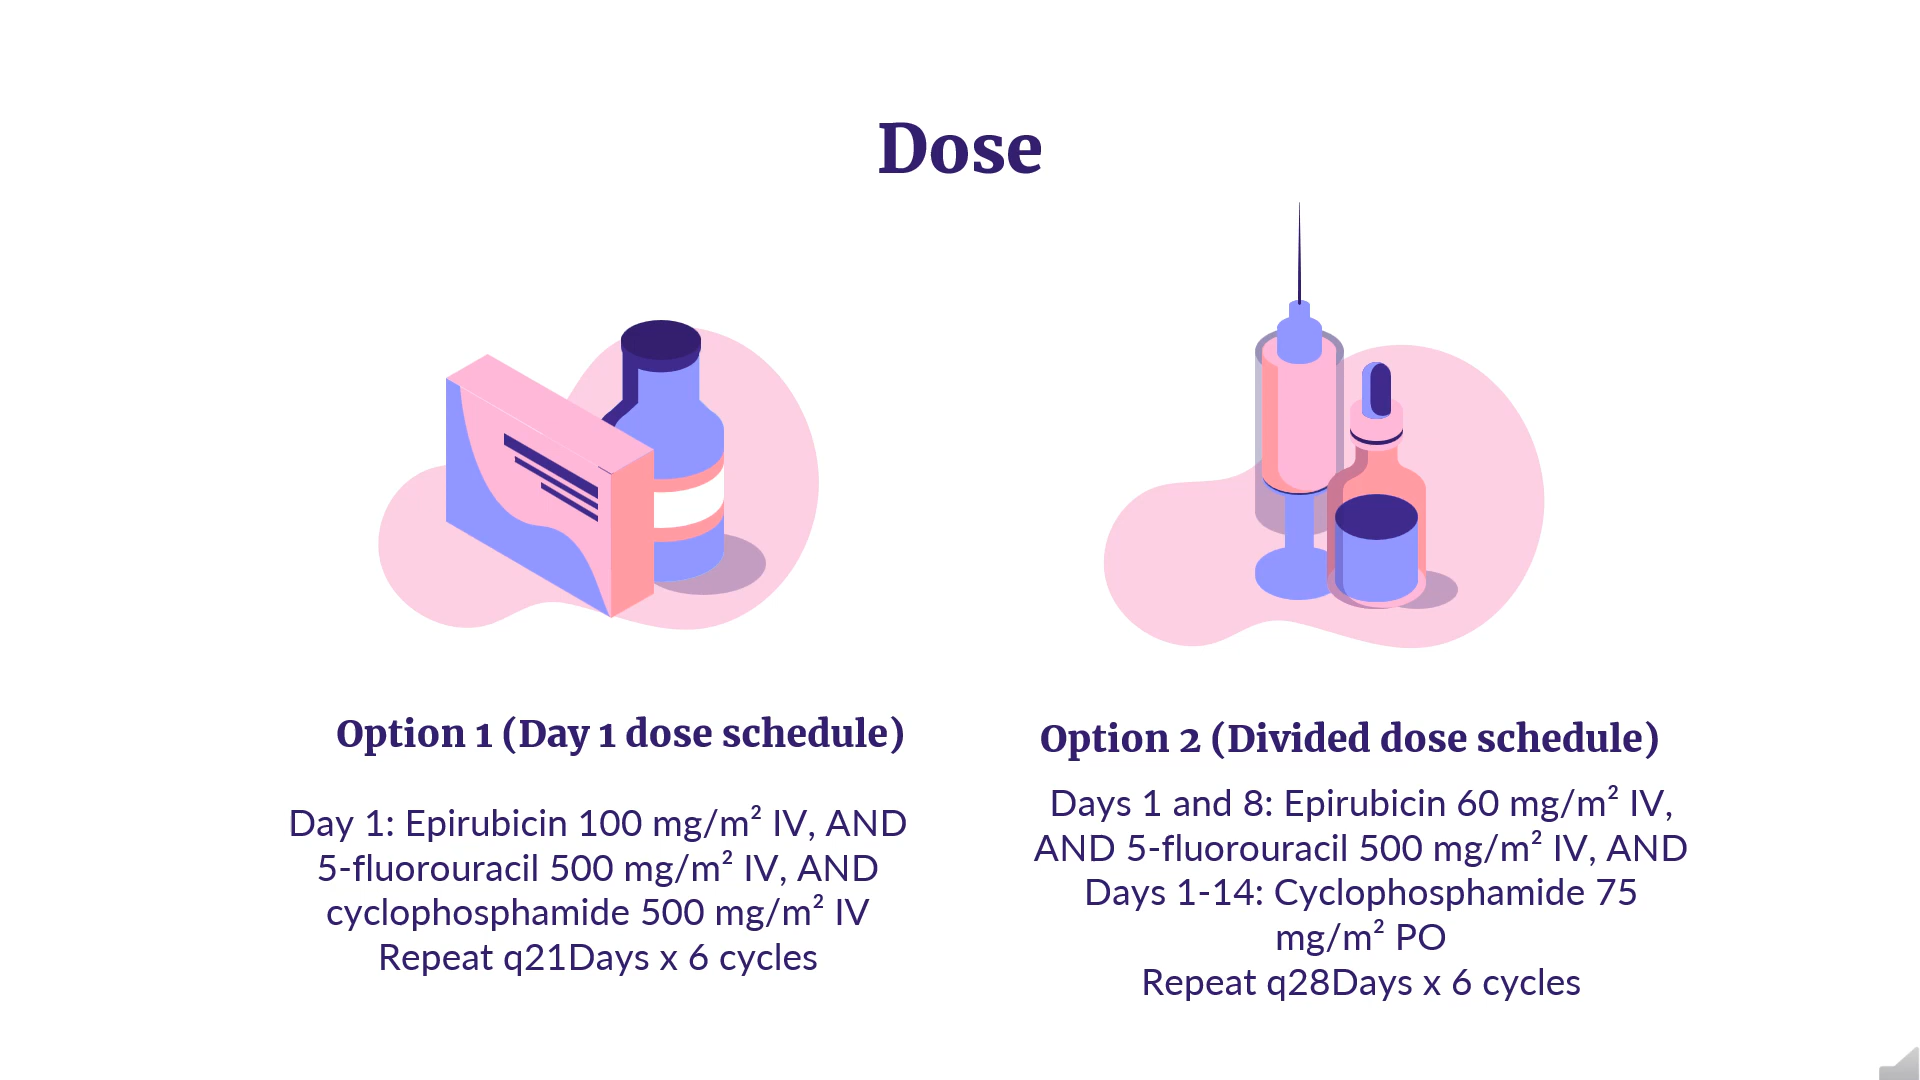 Dose
Option 1 (Day 1 dose schedule)
Day 1: Epirubicin 100 mg/m² IV, AND
5-fluorouracil 500 mg/m² IV, AND
cyclophosphamide 500 mg/m² IV
Repeat q21Days x 6 cycles
Option 2 (Divided dose schedule)
Days 1 and 8: Epirubicin 60 mg/m² IV,
AND 5-fluorouracil 500 mg/m² IV, AND
Days 1-14: Cyclophosphamide 75
mg/m² PO
Repeat q28Days x 6 cycles